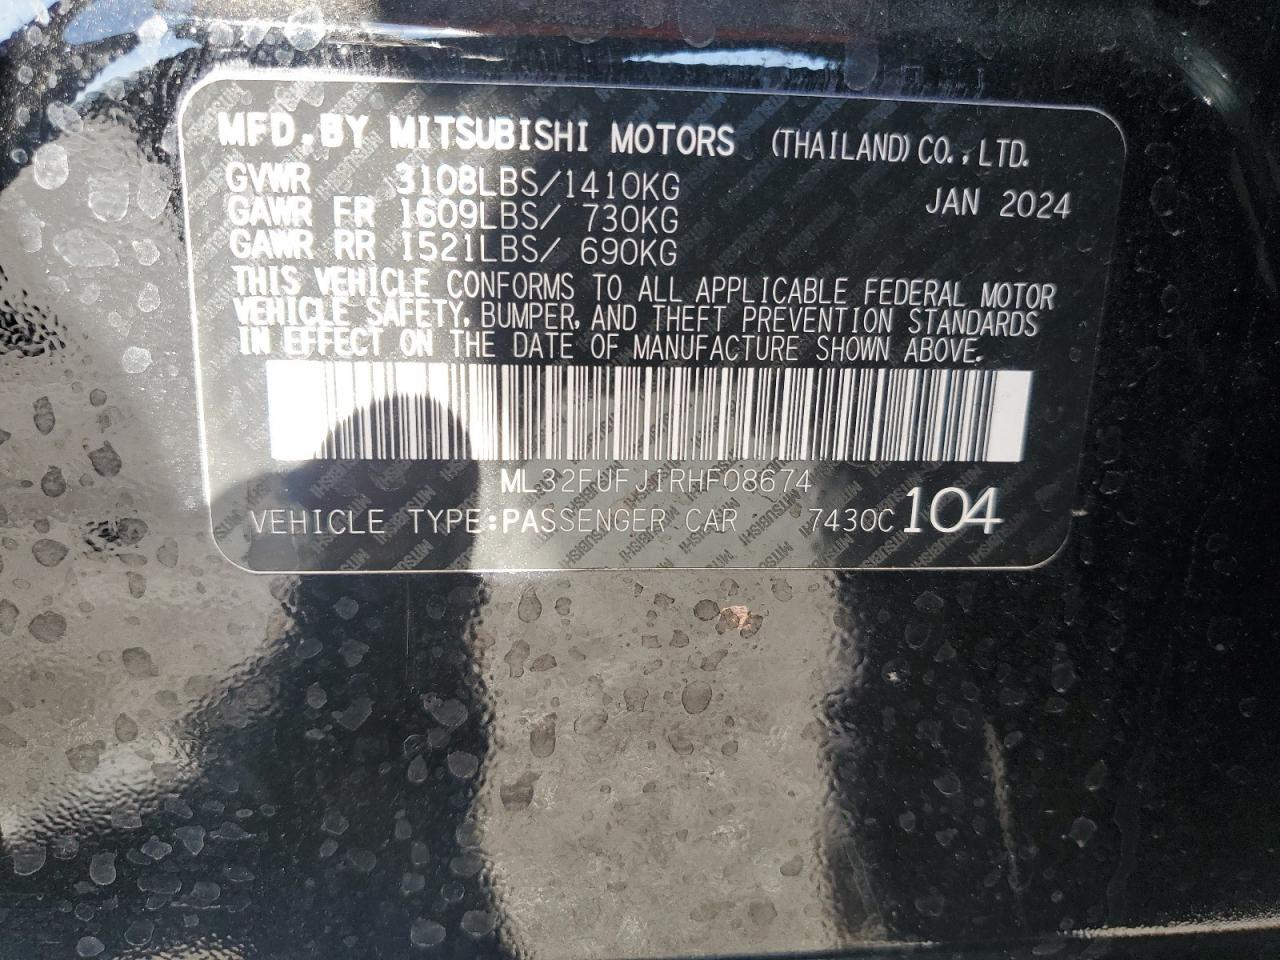 MFD.BY MITSUBISHI MOTORS (THAILAND) CO.,LTD.
GVWR 3108LBS/1410KG JAN 2024
GAWR FR 1609LBS/ 730KG
GAWR RR 1521LBS/ 690KG
THIS VEHICLE CONFORMS TO ALL APPLICABLE FEDERAL MOTOR
VEHICLE SAFETY, BUMPER, AND THEFT PREVENTION STANDARDS
IN EFFECT ON THE DATE OF MANUFACTURE SHOWN ABOVE.
ML32FUFJ1RHF08674
VEHICLE TYPE:PASSENGER CAR 7430C 104